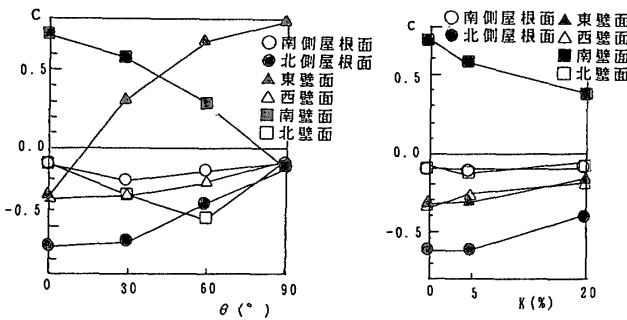 C
0.5
0.0
-0.5
0
30
60
90
θ (°)
南側屋根面
北側屋根面
東壁面
西壁面
南壁面
北壁面
C
0.5
0.0
-0.5
0
5
20
K(%)
南側屋根面
北側屋根面
東壁面
西壁面
南壁面
北壁面